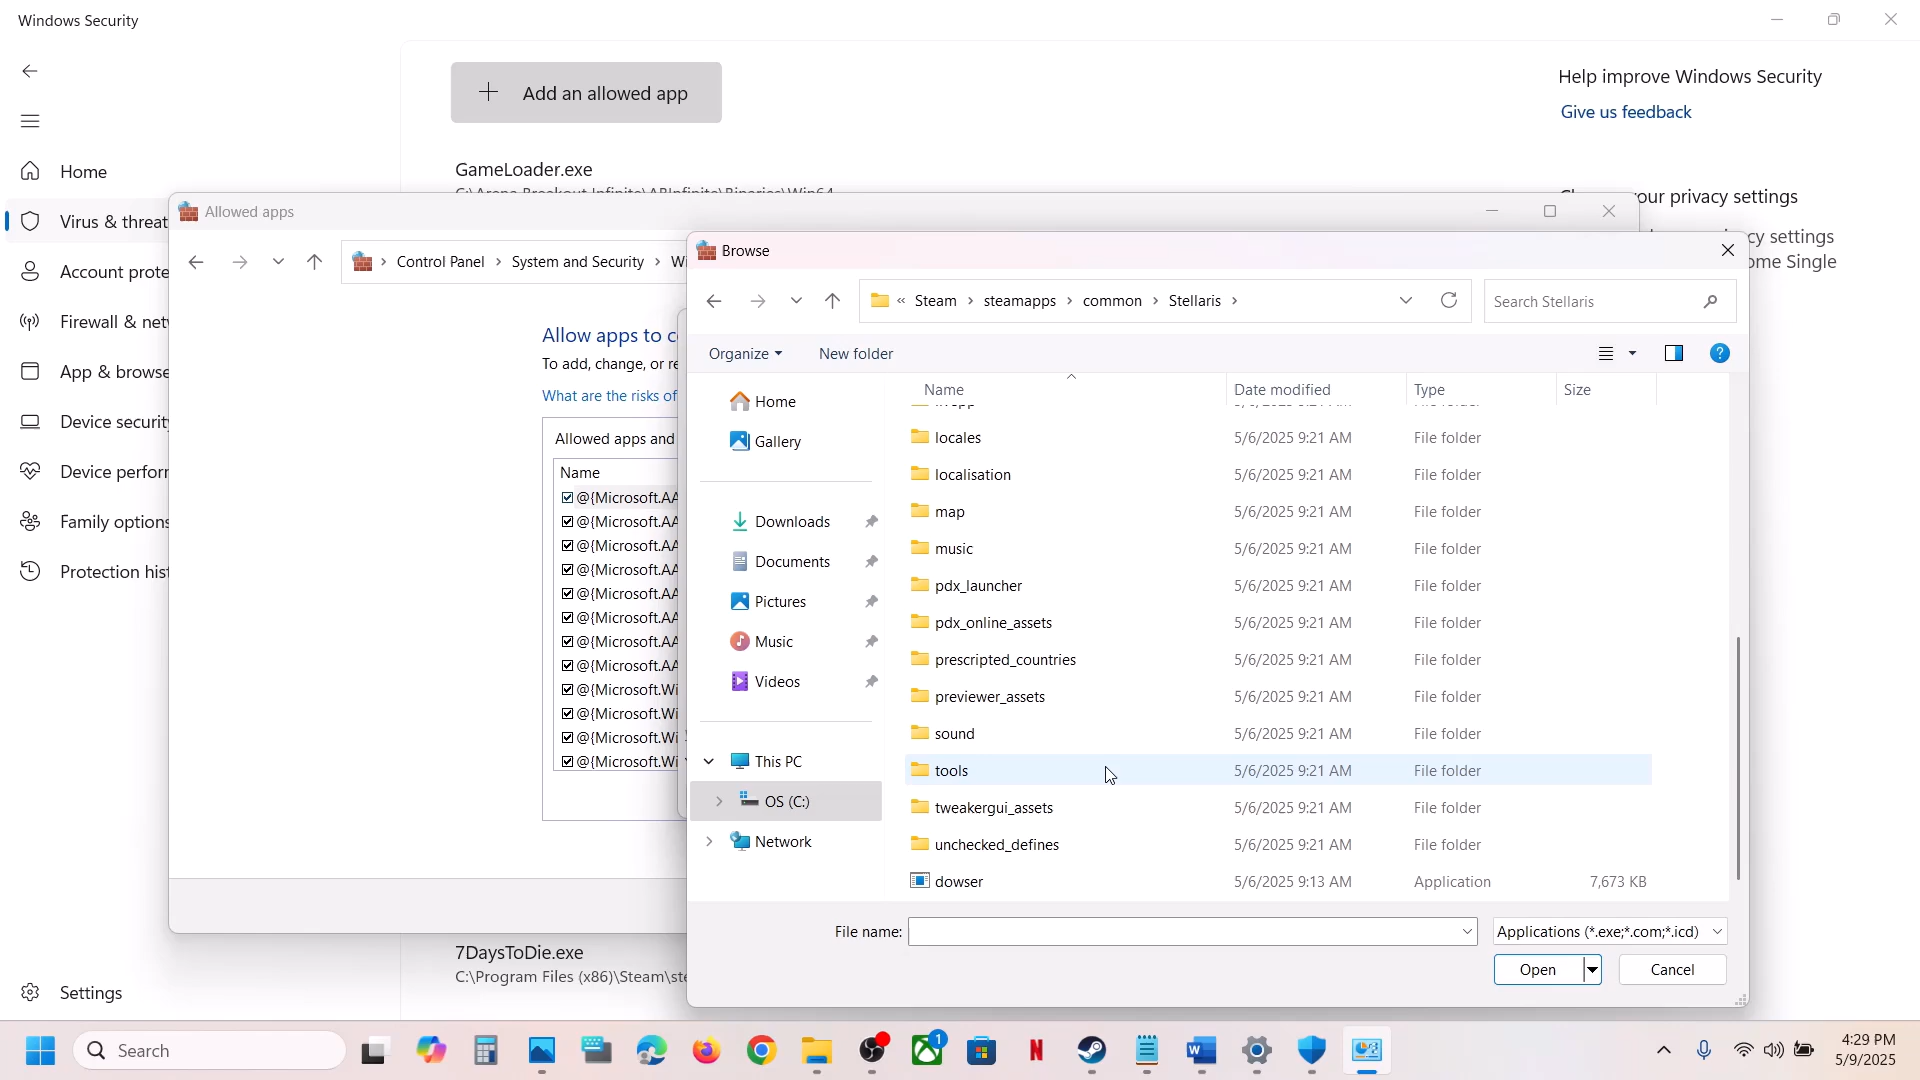 Windows Security
Add an allowed app
Help improve Windows Security
Give us feedback
Home
GameLoader.exe
C:\Arena Breakout Infinite\ABInfinite\Binaries\Win64
your privacy settings
Virus & threat
Allowed apps
cy settings
ome Single
Account prote
Control Panel
System and Security
Wi
Browse
Firewall & net
Steam
steamapps
common
Stellaris
Search Stellaris
Allow apps to c
To add, change, or re
What are the risks of
Organize
New folder
App & browse
Name
Date modified
Type
Size
Home
Device security
Allowed apps and
Gallery
locales 5/6/2025 9:21 AM File folder
Device perfor
Name
localisation 5/6/2025 9:21 AM File folder
@{Microsoft.AA
@{Microsoft.AA
@{Microsoft.AA
@{Microsoft.AA
@{Microsoft.AA
@{Microsoft.AA
@{Microsoft.AA
@{Microsoft.AA
@{Microsoft.Wi
@{Microsoft.Wi
@{Microsoft.Wi
@{Microsoft.Wi
Family options
Protection hist
Downloads
Documents
Pictures
Music
Videos
This PC
OS (C:)
Network
map 5/6/2025 9:21 AM File folder
music 5/6/2025 9:21 AM File folder
pdx_launcher 5/6/2025 9:21 AM File folder
pdx_online_assets 5/6/2025 9:21 AM File folder
prescripted_countries 5/6/2025 9:21 AM File folder
previewer_assets 5/6/2025 9:21 AM File folder
sound 5/6/2025 9:21 AM File folder
tools 5/6/2025 9:21 AM File folder
tweakergui_assets 5/6/2025 9:21 AM File folder
unchecked_defines 5/6/2025 9:21 AM File folder
dowser 5/6/2025 9:13 AM Application 7,673 KB
File name:
Applications (*.exe;*.com;*.icd)
Open
Cancel
7DaysToDie.exe
C:\Program Files (x86)\Steam\ste
Settings
Search
1
4:29 PM
5/9/2025